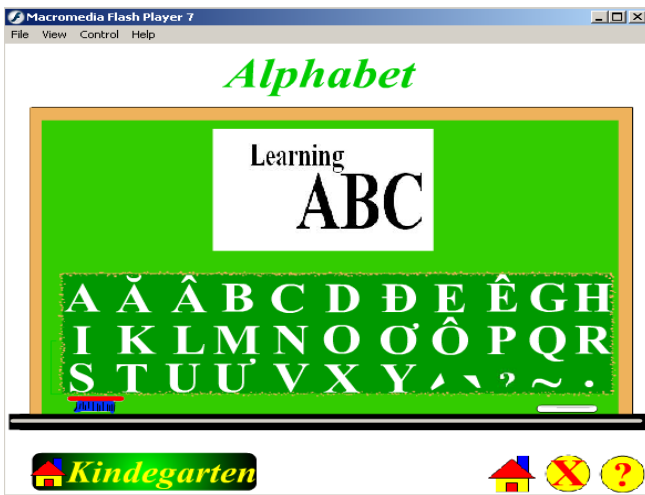 Macromedia Flash Player 7
File View Control Help
Alphabet
Learning
ABC
A Ă Â B C D Đ E Ê G H
I K L M N O Ơ Ô P Q R
S T U Ư V X Y ˊ ˋ ? ~ .
Kindegarten
X ?